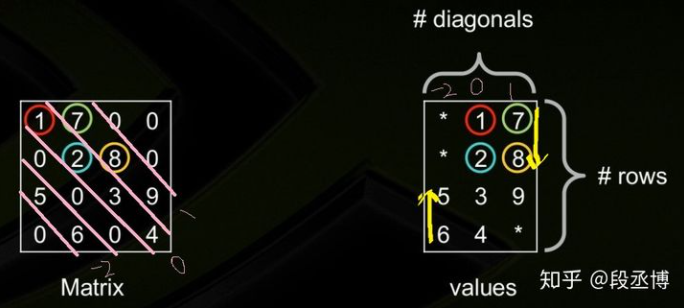 # diagonals
-2 0 1
1 7 0 0
0 2 8 0
5 0 3 9
0 6 0 4
-2 0
Matrix
* 1 7
* 2 8
5 3 9
6 4 *
# rows
values
知乎 @段丞博